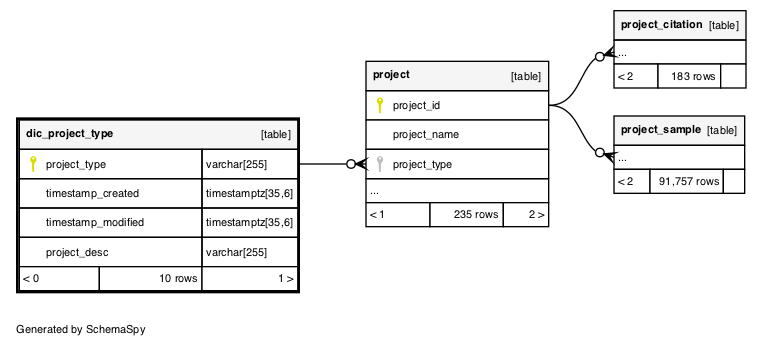 project_citation [table]
...
< 2 183 rows
project [table]
project_id
project_name
project_type
...
< 1 235 rows 2 >
project_sample [table]
...
< 2 91,757 rows
dic_project_type [table]
project_type varchar[255]
timestamp_created timestamptz[35,6]
timestamp_modified timestamptz[35,6]
project_desc varchar[255]
< 0 10 rows 1 >
Generated by SchemaSpy